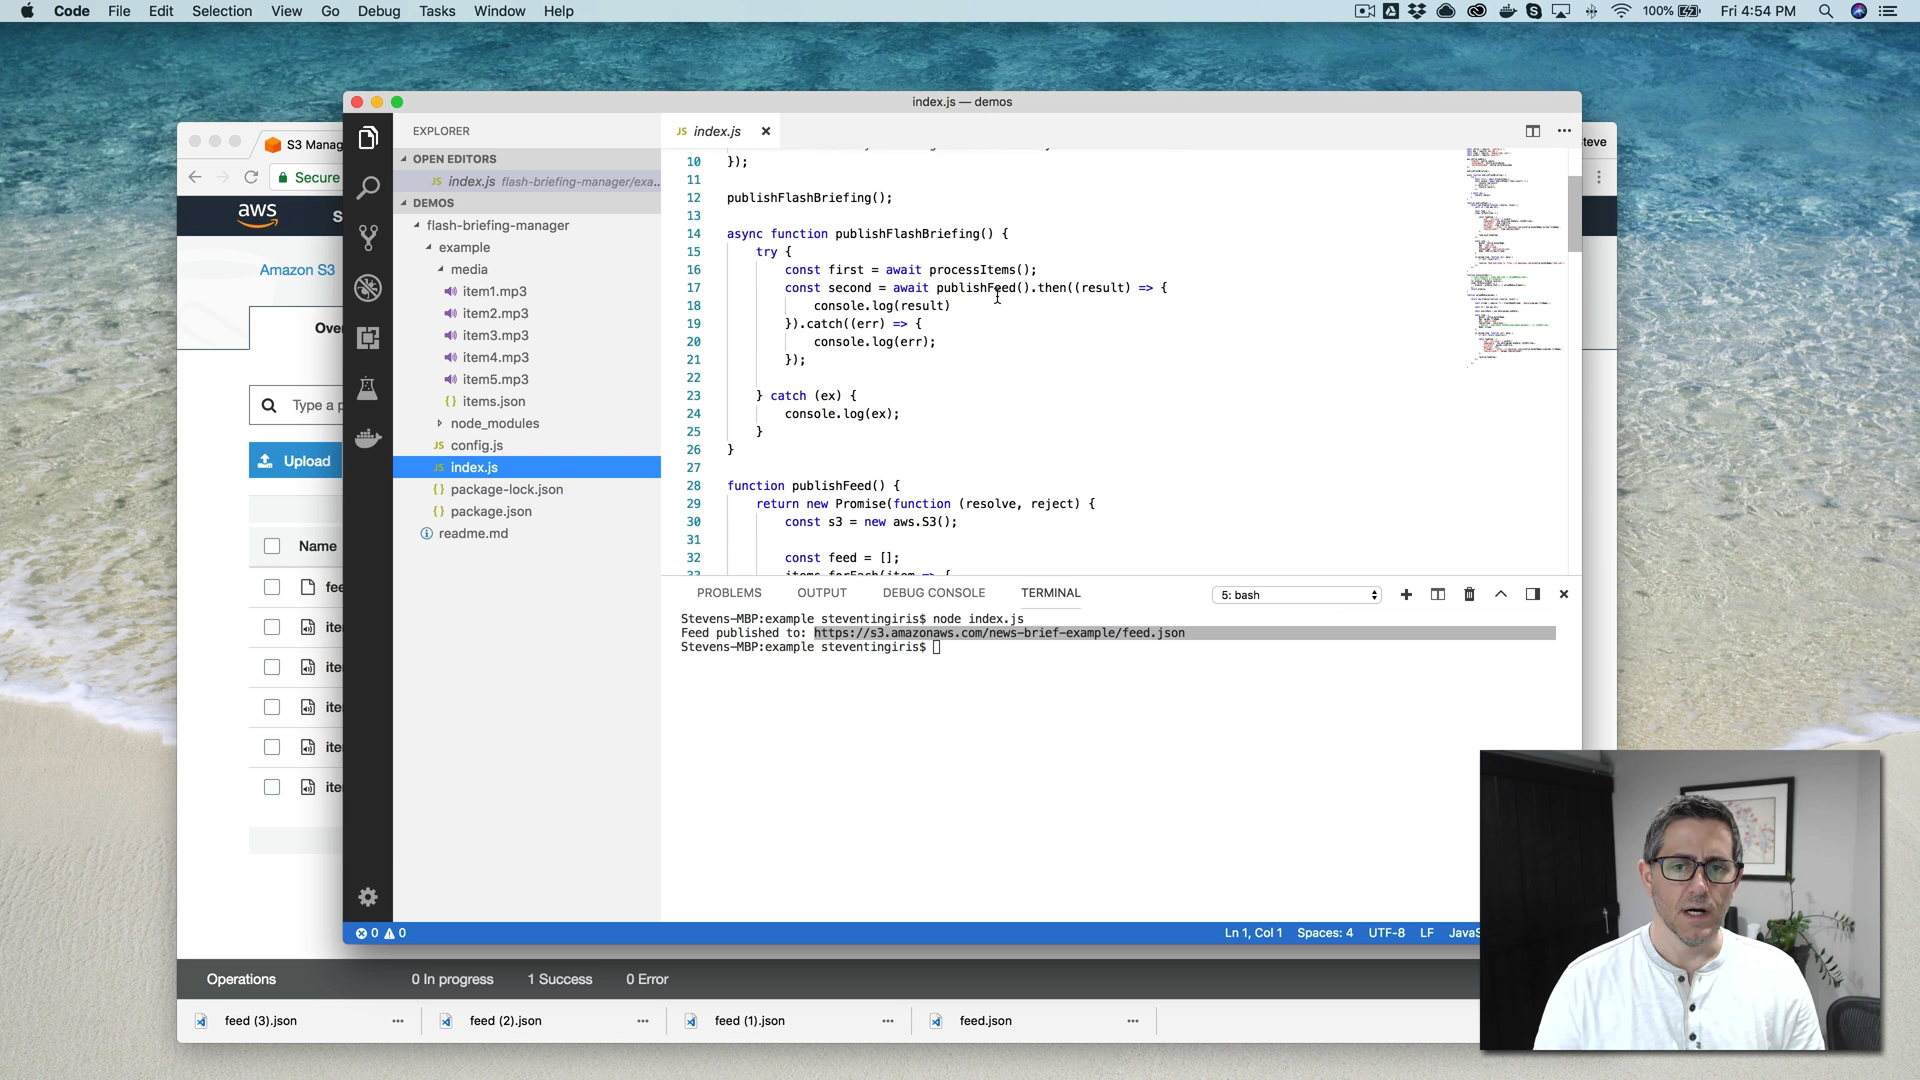 Code File Edit Selection View Go Debug Tasks Window Help
100% Fri 4:54 PM
index.js — demos
S3 Manag
Secure
teve
aws S
Amazon S3
Over
Type a p
Upload
Name
fee
ite
ite
ite
ite
ite
EXPLORER
OPEN EDITORS
JS index.js flash-briefing-manager/exa...
DEMOS
flash-briefing-manager
example
media
item1.mp3
item2.mp3
item3.mp3
item4.mp3
item5.mp3
{} items.json
node_modules
JS config.js
JS index.js
{} package-lock.json
{} package.json
readme.md
JS index.js
10 });
11
12 publishFlashBriefing();
13
14 async function publishFlashBriefing() {
15 try {
16 const first = await processItems();
17 const second = await publishFeed().then((result) => {
18 console.log(result)
19 }).catch((err) => {
20 console.log(err);
21 });
22
23 } catch (ex) {
24 console.log(ex);
25 }
26 }
27
28 function publishFeed() {
29 return new Promise(function (resolve, reject) {
30 const s3 = new aws.S3();
31
32 const feed = [];
33 items.forEach(item => {
PROBLEMS OUTPUT DEBUG CONSOLE TERMINAL 5: bash
Stevens-MBP:example steventingiris$ node index.js
Feed published to: https://s3.amazonaws.com/news-brief-example/feed.json
Stevens-MBP:example steventingiris$
0 0 Ln 1, Col 1 Spaces: 4 UTF-8 LF JavaS
Operations 0 In progress 1 Success 0 Error
feed (3).json feed (2).json feed (1).json feed.json